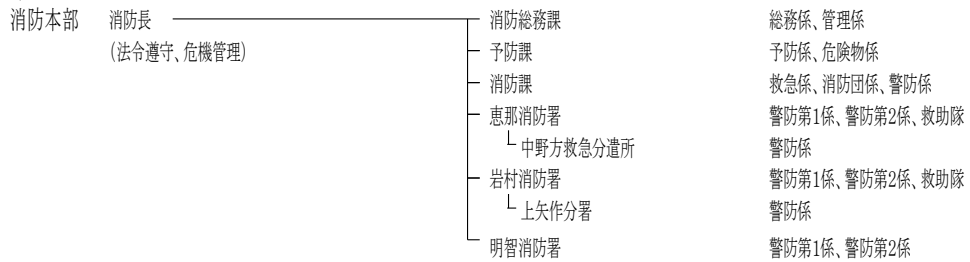 消防本部 消防長 消防総務課 総務係、管理係
(法令遵守、危機管理) 予防課 予防係、危険物係
消防課 救急係、消防団係、警防係
恵那消防署 警防第1係、警防第2係、救助隊
中野方救急分遣所 警防係
岩村消防署 警防第1係、警防第2係、救助隊
上矢作分署 警防係
明智消防署 警防第1係、警防第2係